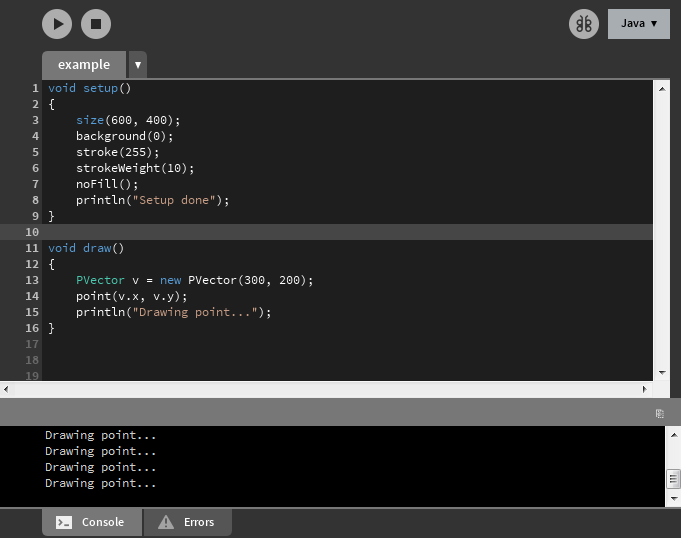 Java ▾
example ▾
1 void setup()
2 {
3     size(600, 400);
4     background(0);
5     stroke(255);
6     strokeWeight(10);
7     noFill();
8     println("Setup done");
9 }
10
11 void draw()
12 {
13     PVector v = new PVector(300, 200);
14     point(v.x, v.y);
15     println("Drawing point...");
16 }
17
18
19
Drawing point...
Drawing point...
Drawing point...
Drawing point...
Console Errors